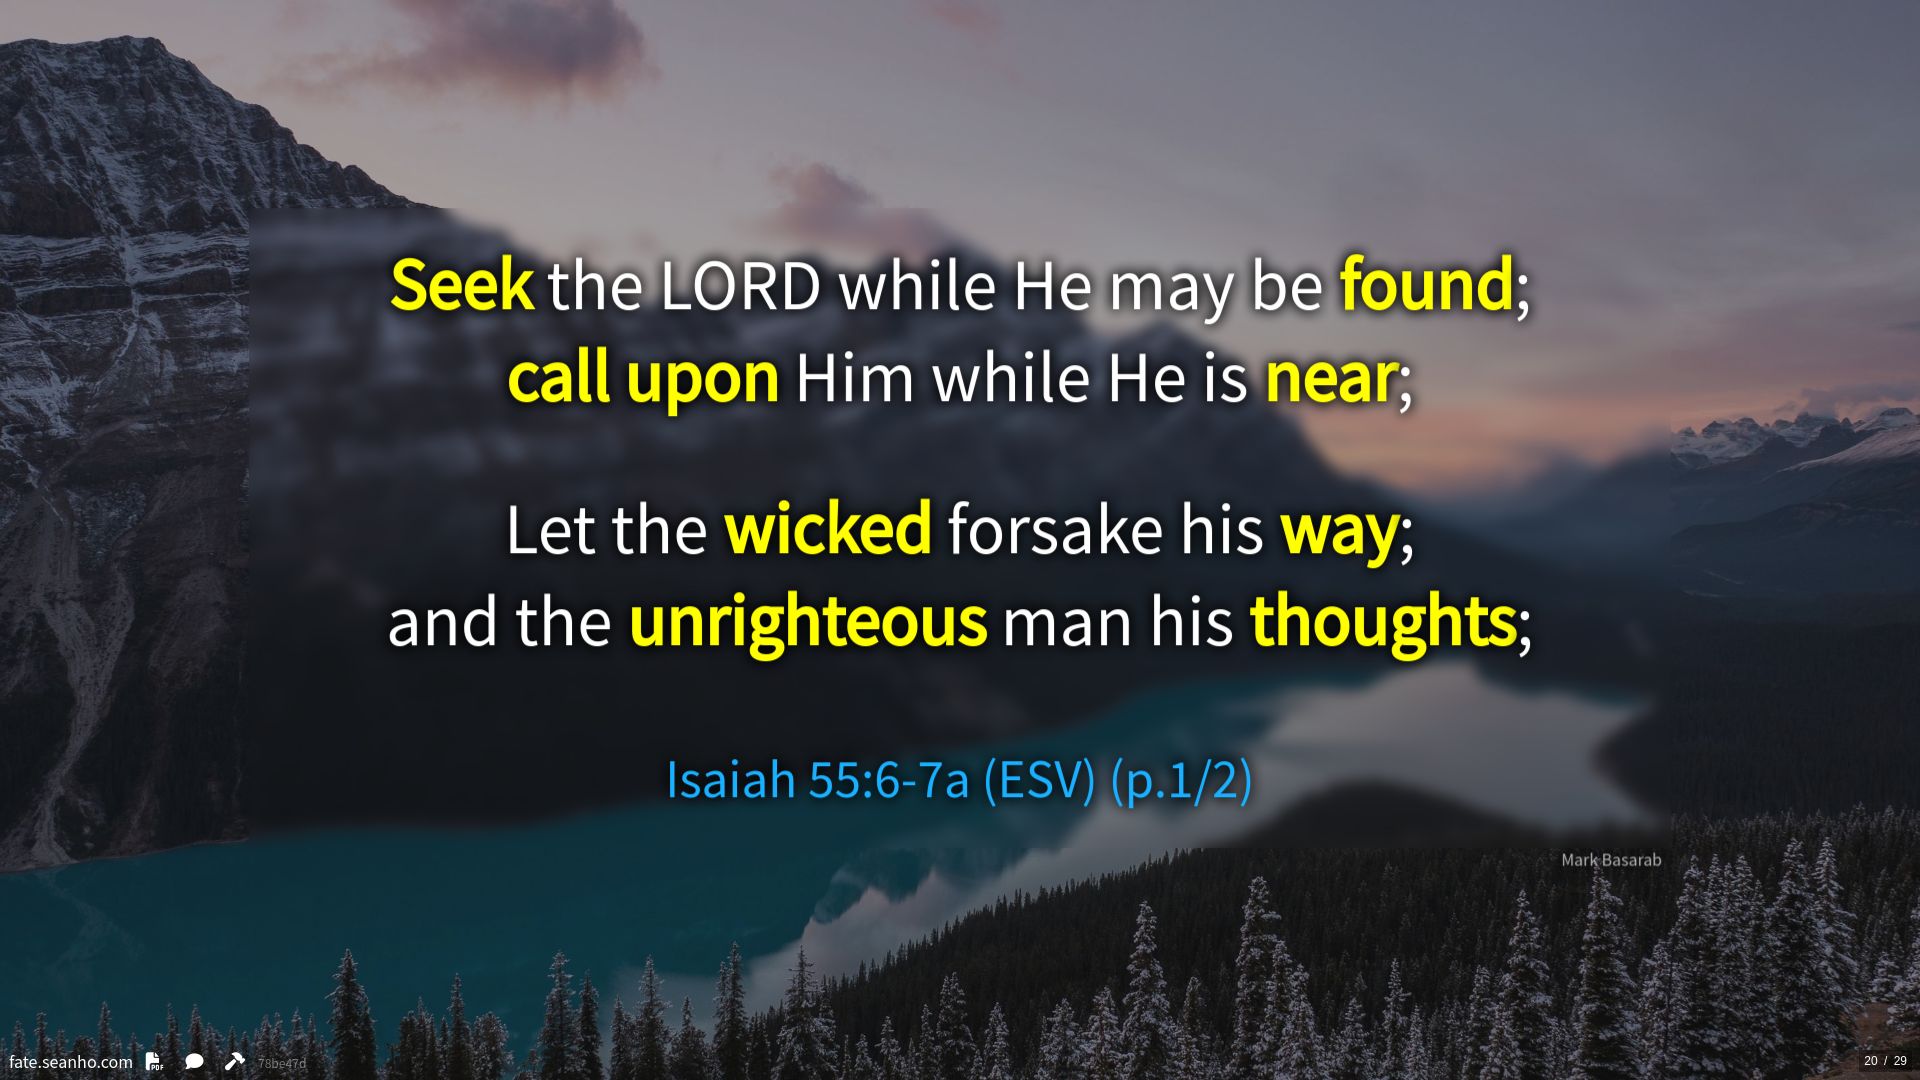 Seek the LORD while He may be found;
call upon Him while He is near;
Let the wicked forsake his way;
and the unrighteous man his thoughts;
Isaiah 55:6-7a (ESV) (p.1/2)
Mark Basarab
fate.seanho.com PDF 78be47d
20 / 29